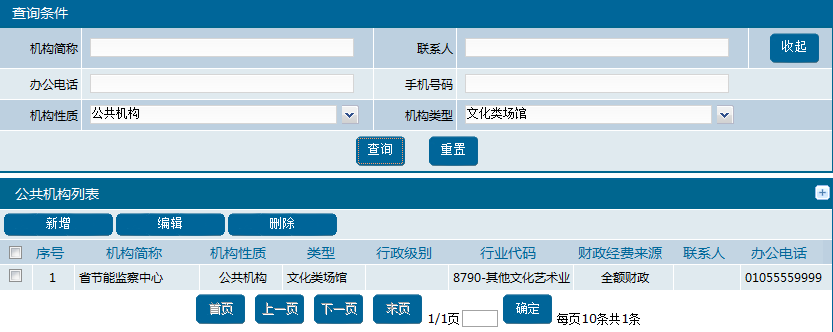 查询条件
机构简称 联系人 收起
办公电话 手机号码
机构性质 公共机构 机构类型 文化类场馆
查询 重置
公共机构列表
新增 编辑 删除
序号 机构简称 机构性质 类型 行政级别 行业代码 财政经费来源 联系人 办公电话
1 省节能监察中心 公共机构 文化类场馆 8790-其他文化艺术业 全额财政 01055559999
首页 上一页 下一页 末页 1/1页 确定 每页10条共1条